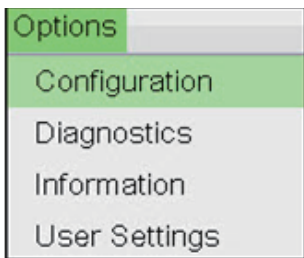 Options
Configuration
Diagnostics
Information
User Settings